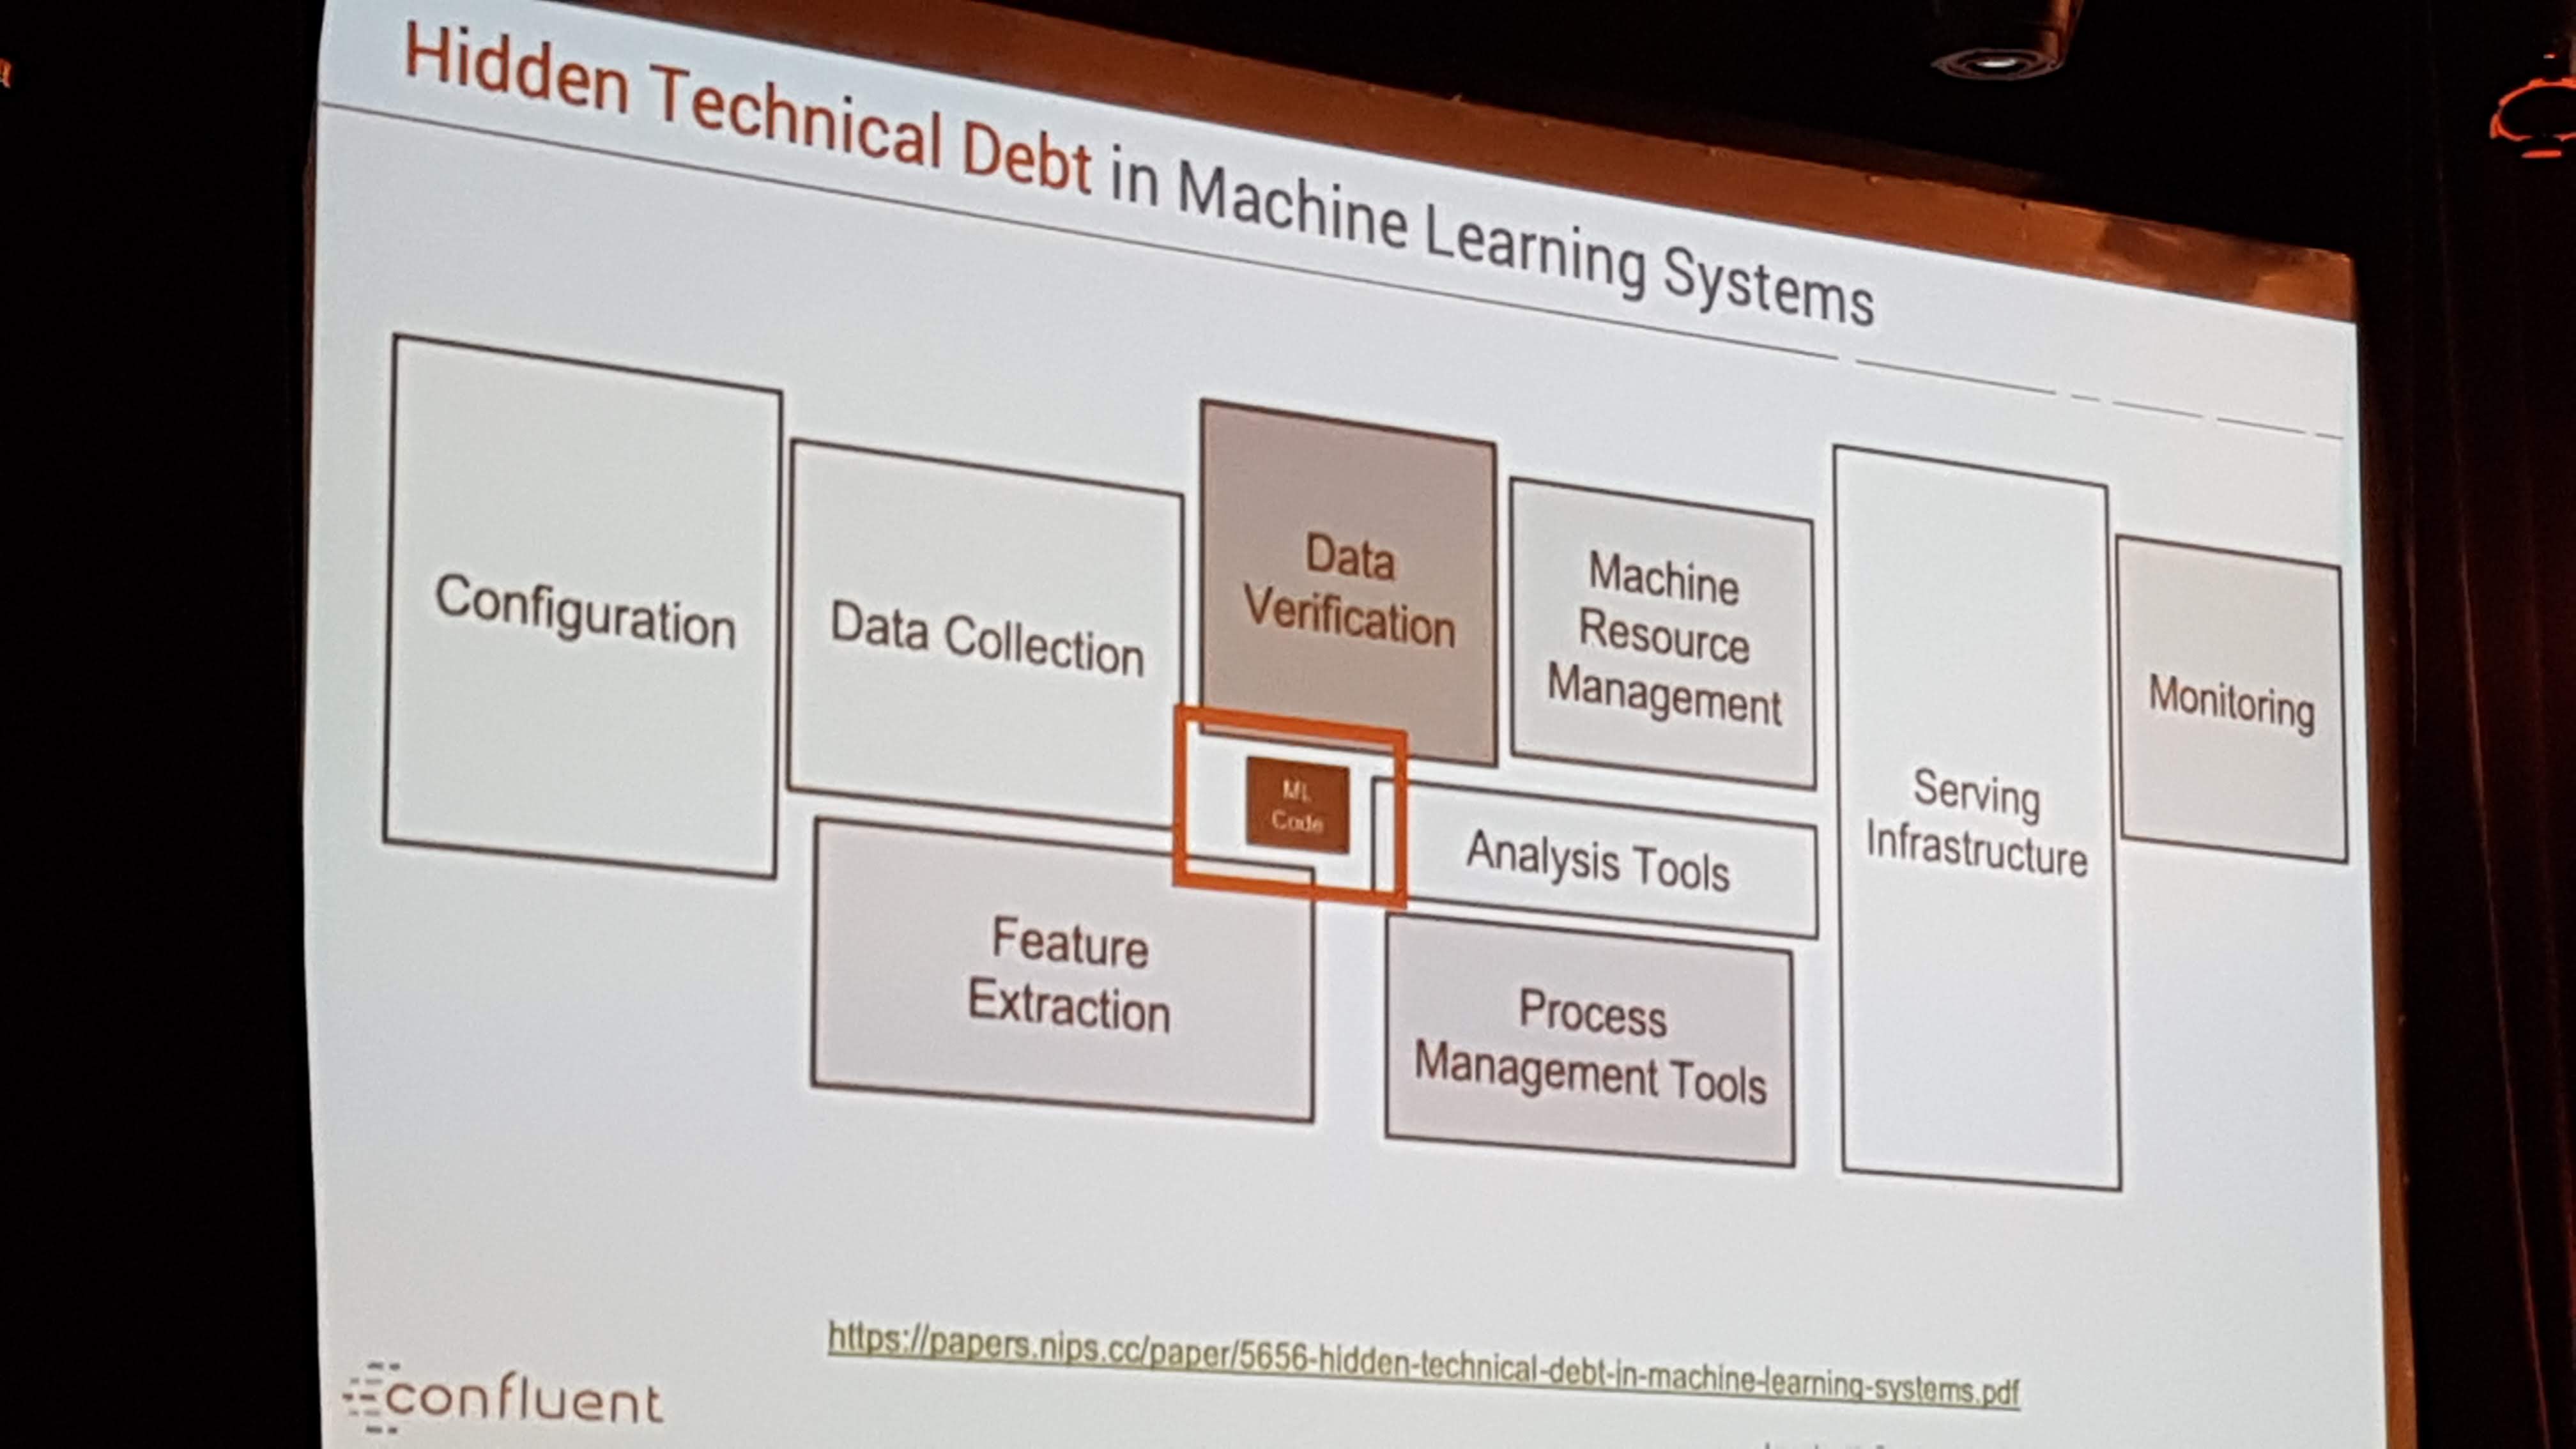 Hidden Technical Debt in Machine Learning Systems
Configuration
Data Collection
Data
Verification
Machine
Resource
Management
Monitoring
ML
Code
Serving
Infrastructure
Analysis Tools
Feature
Extraction
Process
Management Tools
https://papers.nips.cc/paper/5656-hidden-technical-debt-in-machine-learning-systems.pdf
confluent